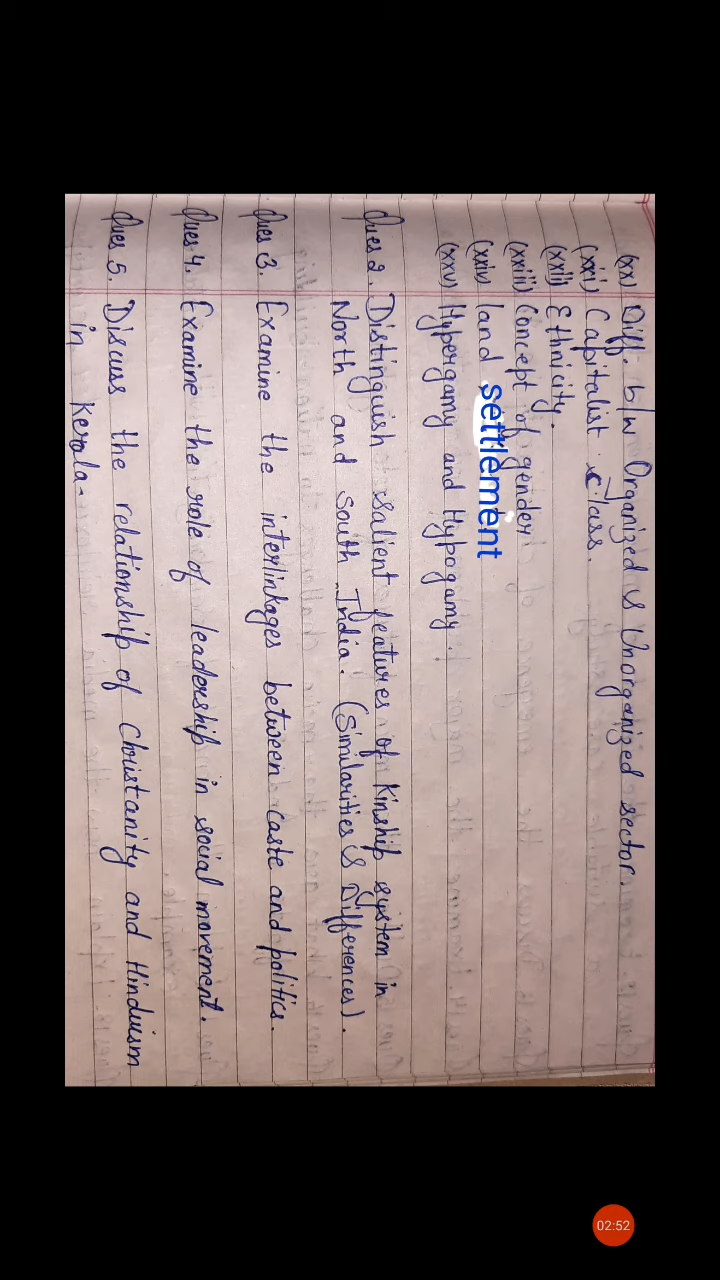 (xx) Diff. b/w Organized & Unorganized sector.
(xxi) Capitalist class.
(xxii) Ethnicity.
(xxiii) Concept of gender
(xxiv) land settlement
(xxv) Hypergamy and Hypogamy.
Ques 2. Distinguish salient features of Kinship system in
North and South India. (Similarities & Differences).
Ques 3. Examine the interlinkages between caste and politics.
Ques 4. Examine the role of leadership in social movement.
Ques 5. Discuss the relationship of Christanity and Hinduism
in Kerala.
02:52